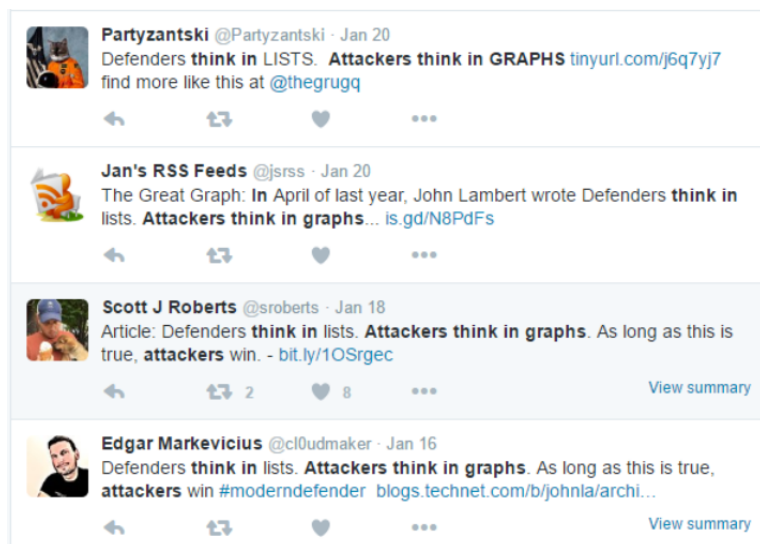 Partyzantski @Partyzantski · Jan 20
Defenders think in LISTS. Attackers think in GRAPHS tinyurl.com/j6q7yj7
find more like this at @thegrugq
Jan's RSS Feeds @jsrss · Jan 20
The Great Graph: In April of last year, John Lambert wrote Defenders think in
lists. Attackers think in graphs... is.gd/N8PdFs
Scott J Roberts @sroberts · Jan 18
Article: Defenders think in lists. Attackers think in graphs. As long as this is
true, attackers win. - bit.ly/1OSrgec
2 8 View summary
Edgar Markevicius @cl0udmaker · Jan 16
Defenders think in lists. Attackers think in graphs. As long as this is true,
attackers win #moderndefender blogs.technet.com/b/johnla/archi...
View summary